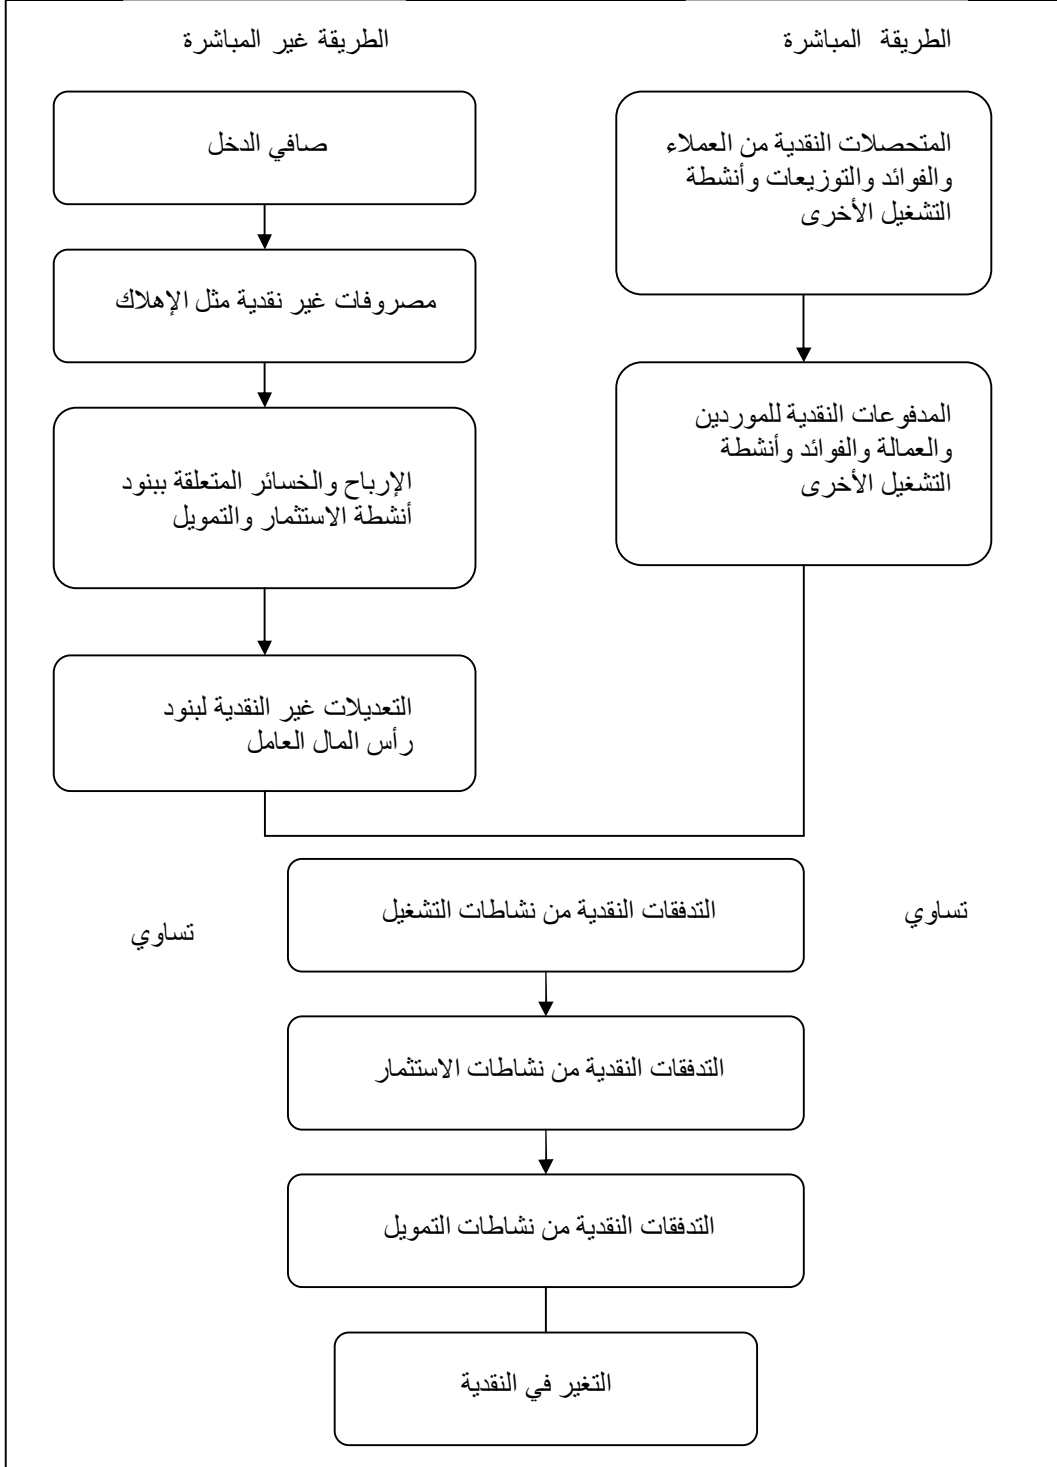 الطريقة المباشرة
المتحصلات النقدية من العملاء
والفوائد والتوزيعات وأنشطة
التشغيل الأخرى
المدفوعات النقدية للموردين
والعمالة والفوائد وأنشطة
التشغيل الأخرى
الطريقة غير المباشرة
صافي الدخل
مصروفات غير نقدية مثل الإهلاك
الإرباح والخسائر المتعلقة ببنود
أنشطة الاستثمار والتمويل
التعديلات غير النقدية لبنود
رأس المال العامل
تساوي
التدفقات النقدية من نشاطات التشغيل
تساوي
التدفقات النقدية من نشاطات الاستثمار
التدفقات النقدية من نشاطات التمويل
التغير في النقدية